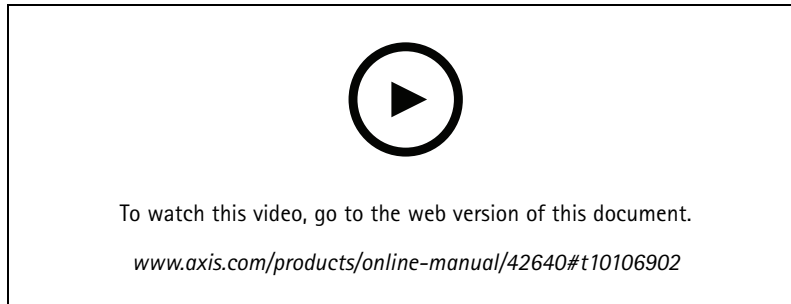 To watch this video, go to the web version of this document.
www.axis.com/products/online-manual/42640#t10106902